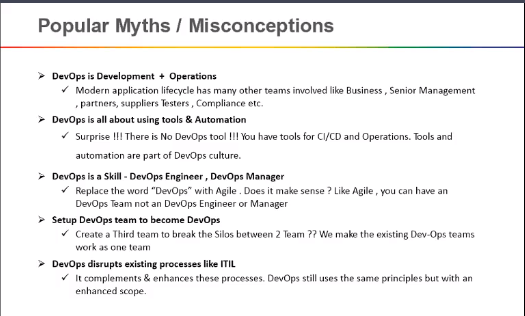 Popular Myths / Misconceptions
➢ DevOps is Development + Operations
✓ Modern application lifecycle has many other teams involved like Business , Senior Management
, partners, suppliers Testers , Compliance etc.
➢ DevOps is all about using tools & Automation
✓ Surprise !!! There is No DevOps tool !!! You have tools for CI/CD and Operations. Tools and
automation are part of DevOps culture.
➢ DevOps is a Skill - DevOps Engineer , DevOps Manager
✓ Replace the word “DevOps” with Agile . Does it make sense ? Like Agile , you can have an
DevOps Team not an DevOps Engineer or Manager
➢ Setup DevOps team to become DevOps
✓ Create a Third team to break the Silos between 2 Team ?? We make the existing Dev-Ops teams
work as one team
➢ DevOps disrupts existing processes like ITIL
✓ It complements & enhances these processes. DevOps still uses the same principles but with an
enhanced scope.